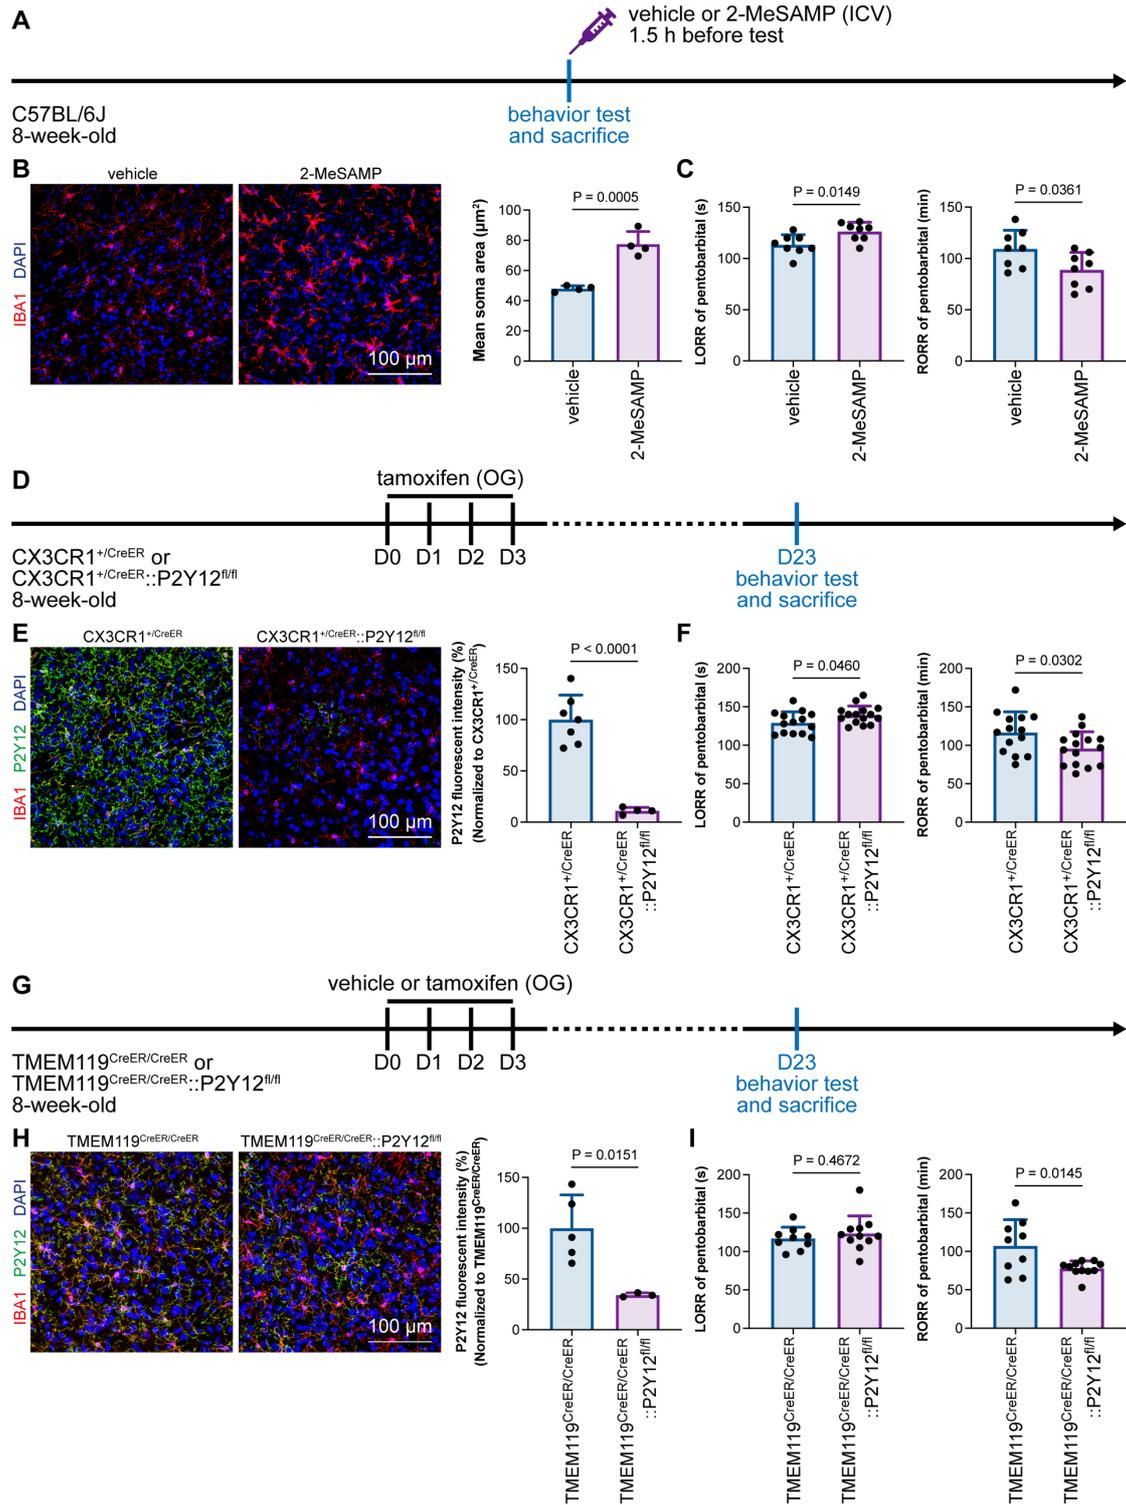 A
vehicle or 2-MeSAMP (ICV)
1.5 h before test
C57BL/6J
8-week-old
behavior test
and sacrifice
B
vehicle
2-MeSAMP
IBA1 DAPI
100 µm
Mean soma area (µm²)
100
80
60
40
20
0
P = 0.0005
vehicle
2-MeSAMP
C
LORR of pentobarbital (s)
150
100
50
0
P = 0.0149
vehicle
2-MeSAMP
RORR of pentobarbital (min)
150
100
50
0
P = 0.0361
vehicle
2-MeSAMP
D
tamoxifen (OG)
D0 D1 D2 D3
D23
behavior test
and sacrifice
CX3CR1+/CreER or
CX3CR1+/CreER::P2Y12fl/fl
8-week-old
E
CX3CR1+/CreER
CX3CR1+/CreER::P2Y12fl/fl
IBA1 P2Y12 DAPI
100 µm
P2Y12 fluorescent intensity (%)
(Normalized to CX3CR1+/CreER)
150
100
50
0
P < 0.0001
CX3CR1+/CreER
CX3CR1+/CreER
::P2Y12fl/fl
F
LORR of pentobarbital (s)
200
150
100
50
0
P = 0.0460
CX3CR1+/CreER
CX3CR1+/CreER
::P2Y12fl/fl
RORR of pentobarbital (min)
200
150
100
50
0
P = 0.0302
CX3CR1+/CreER
CX3CR1+/CreER
::P2Y12fl/fl
G
vehicle or tamoxifen (OG)
D0 D1 D2 D3
D23
behavior test
and sacrifice
TMEM119CreER/CreER or
TMEM119CreER/CreER::P2Y12fl/fl
8-week-old
H
TMEM119CreER/CreER
TMEM119CreER/CreER::P2Y12fl/fl
IBA1 P2Y12 DAPI
100 µm
P2Y12 fluorescent intensity (%)
(Normalized to TMEM119CreER/CreER)
150
100
50
0
P = 0.0151
TMEM119CreER/CreER
TMEM119CreER/CreER
::P2Y12fl/fl
I
LORR of pentobarbital (s)
200
150
100
50
0
P = 0.4672
TMEM119CreER/CreER
TMEM119CreER/CreER
::P2Y12fl/fl
RORR of pentobarbital (min)
200
150
100
50
0
P = 0.0145
TMEM119CreER/CreER
TMEM119CreER/CreER
::P2Y12fl/fl